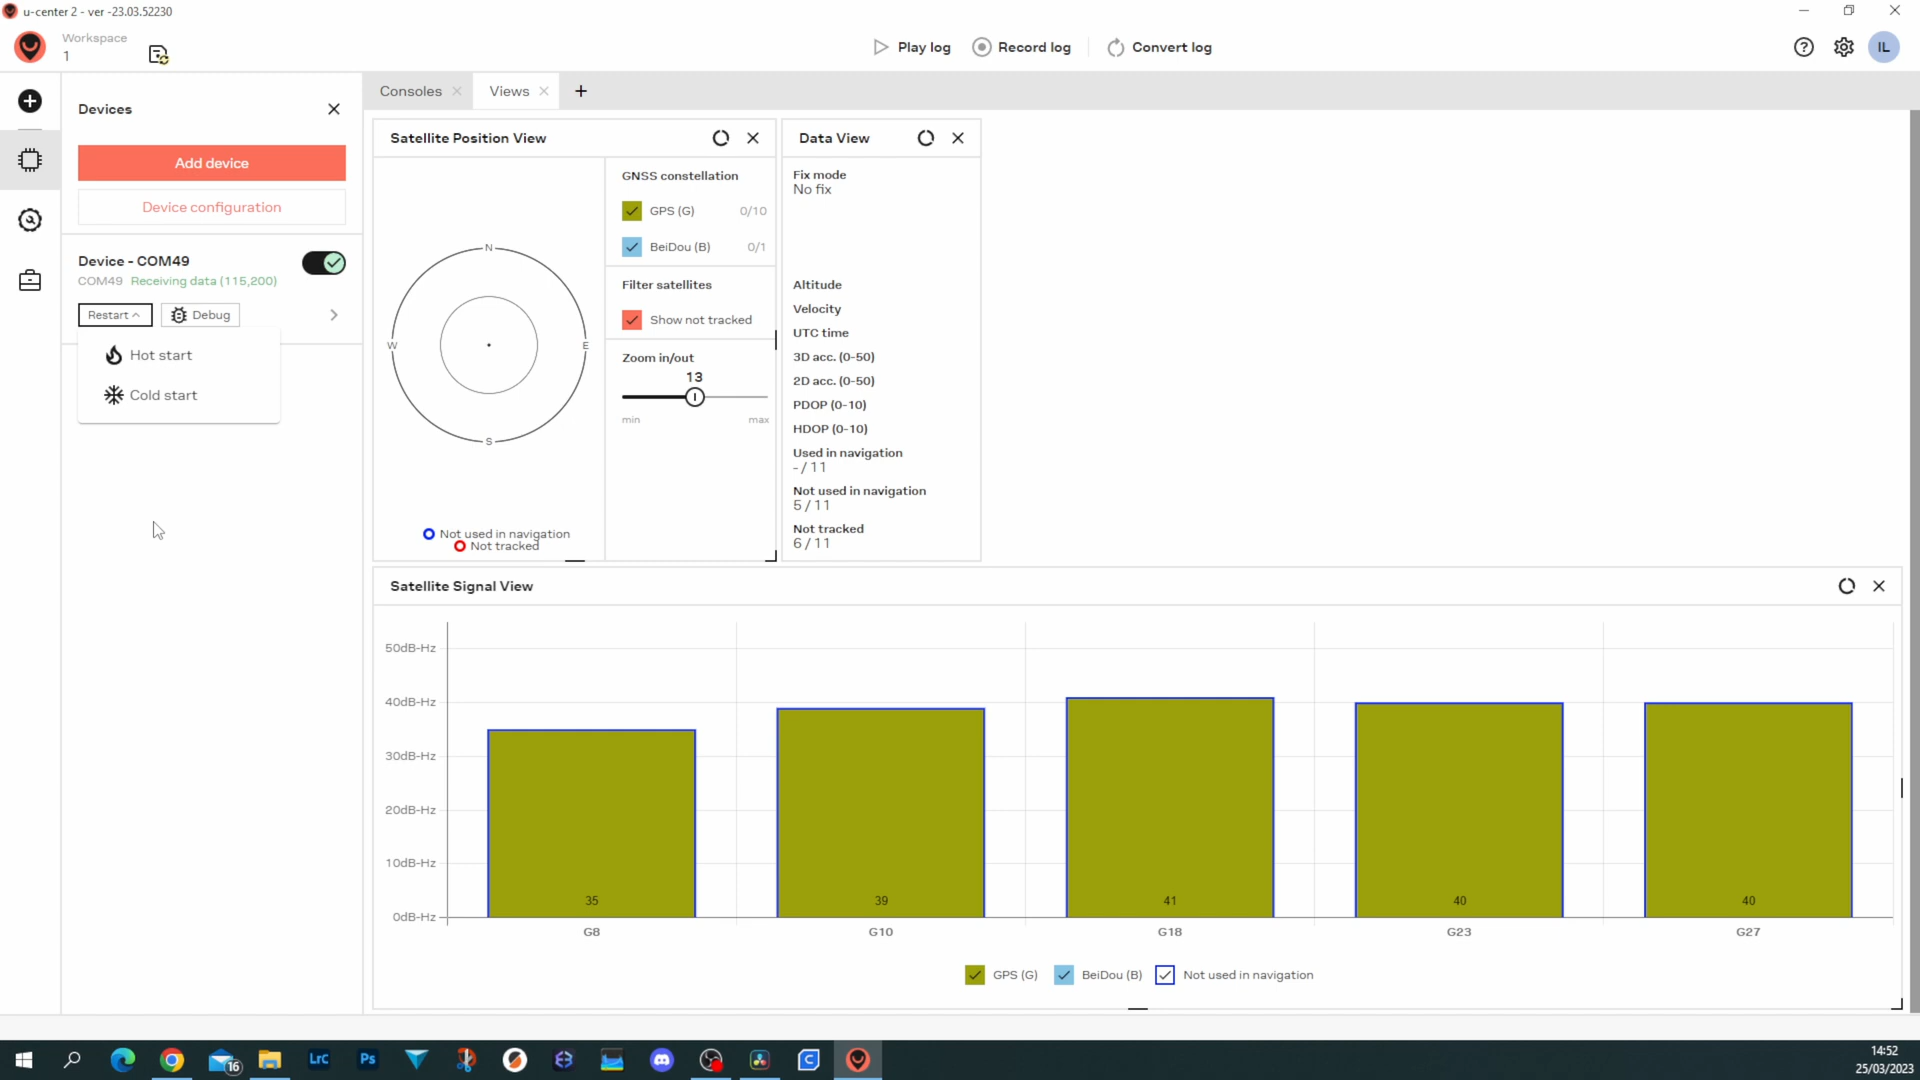 u-center 2 - ver -23.03.52230
Workspace
1
Play log
Record log
Convert log
IL
Devices
Add device
Device configuration
Device - COM49
COM49 Receiving data (115,200)
Restart
Debug
Hot start
Cold start
Consoles
Views
Satellite Position View
N
W
E
S
Not used in navigation
Not tracked
GNSS constellation
GPS (G) 0/10
BeiDou (B) 0/1
Filter satellites
Show not tracked
Zoom in/out
13
min max
Data View
Fix mode
No fix
Altitude
Velocity
UTC time
3D acc. (0-50)
2D acc. (0-50)
PDOP (0-10)
HDOP (0-10)
Used in navigation
- / 11
Not used in navigation
5 / 11
Not tracked
6 / 11
Satellite Signal View
50dB-Hz
40dB-Hz
30dB-Hz
20dB-Hz
10dB-Hz
0dB-Hz
35 39 41 40 40
G8 G10 G18 G23 G27
GPS (G) BeiDou (B) Not used in navigation
16
LrC
Ps
14:52
25/03/2023